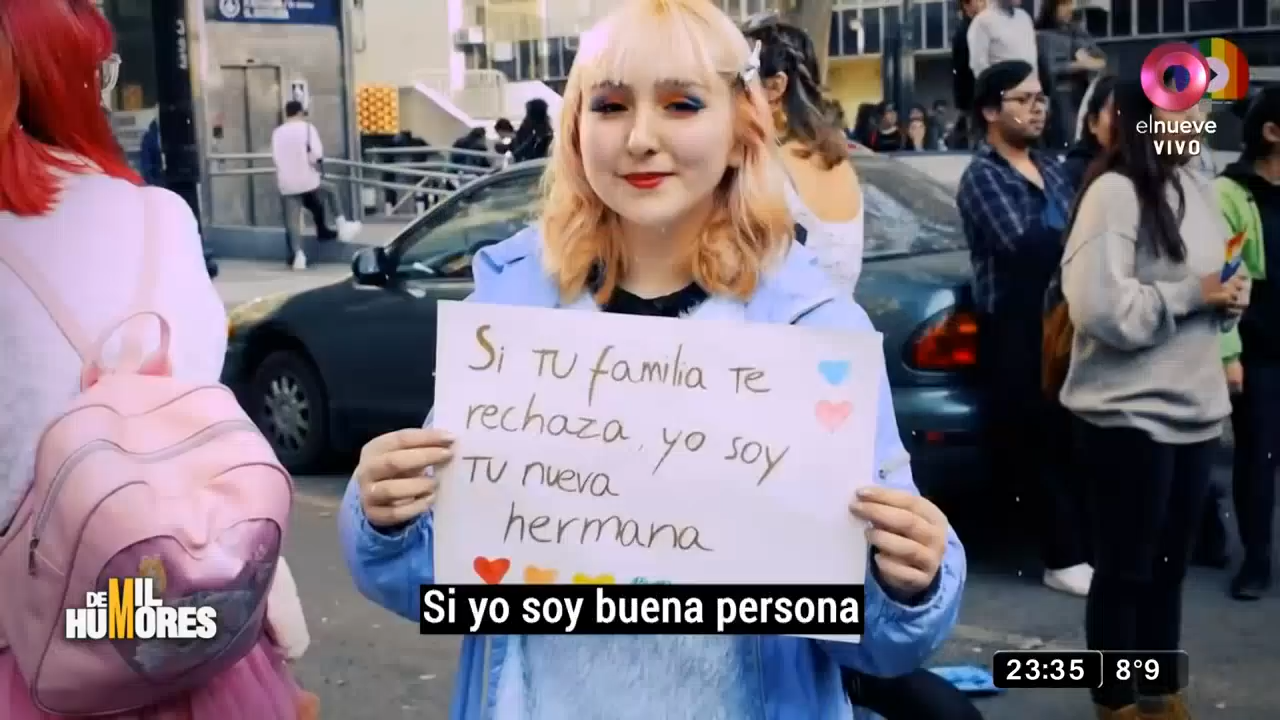 elnueve
VIVO
Si TU familia Te
rechaza, yo soy
TU nueva
hermana
Si yo soy buena persona
DE MIL
HUMORES
23:35 8°9